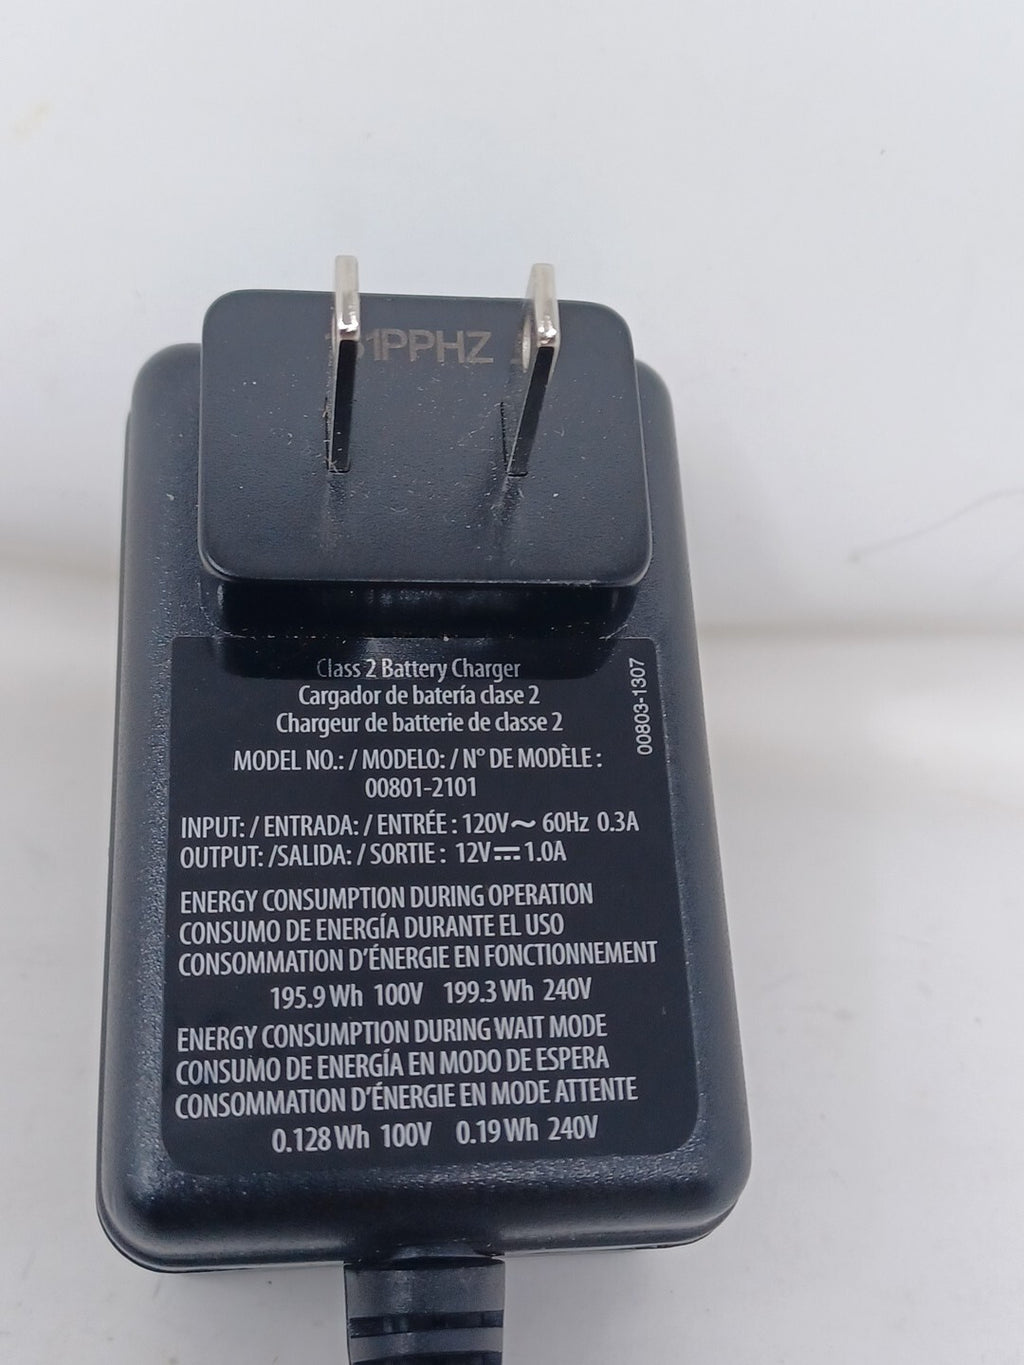 1PPHZ
Class 2 Battery Charger
Cargador de batería clase 2
Chargeur de batterie de classe 2
00803-1307
MODEL NO.: / MODELO: / N° DE MODÈLE :
00801-2101
INPUT: / ENTRADA: / ENTRÉE : 120V～ 60Hz 0.3A
OUTPUT: /SALIDA: / SORTIE : 12V⎓1.0A
ENERGY CONSUMPTION DURING OPERATION
CONSUMO DE ENERGÍA DURANTE EL USO
CONSOMMATION D'ÉNERGIE EN FONCTIONNEMENT
195.9 Wh 100V 199.3 Wh 240V
ENERGY CONSUMPTION DURING WAIT MODE
CONSUMO DE ENERGÍA EN MODO DE ESPERA
CONSOMMATION D'ÉNERGIE EN MODE ATTENTE
0.128 Wh 100V 0.19 Wh 240V